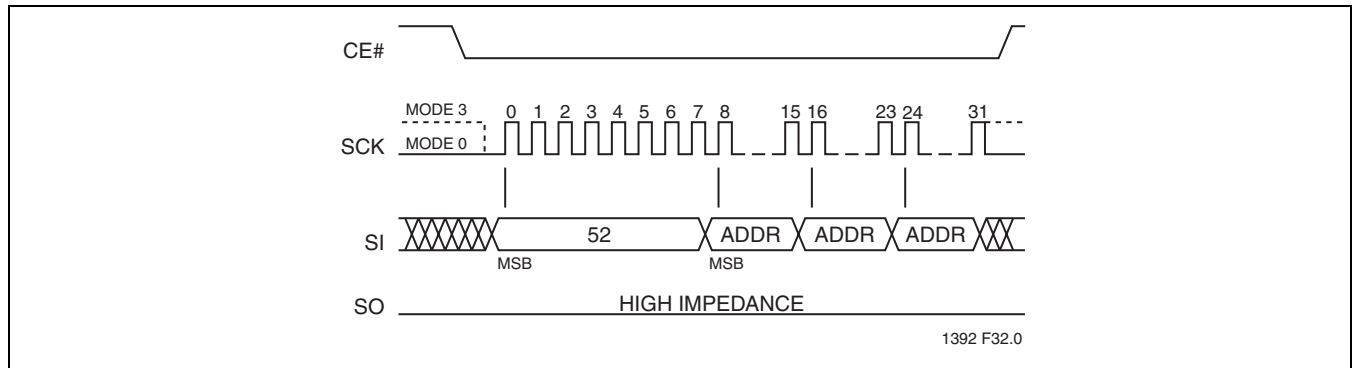 CE#
MODE 3 0 1 2 3 4 5 6 7 8 15 16 23 24 31
SCK MODE 0
SI 52 ADDR ADDR ADDR
MSB MSB
SO HIGH IMPEDANCE
1392 F32.0